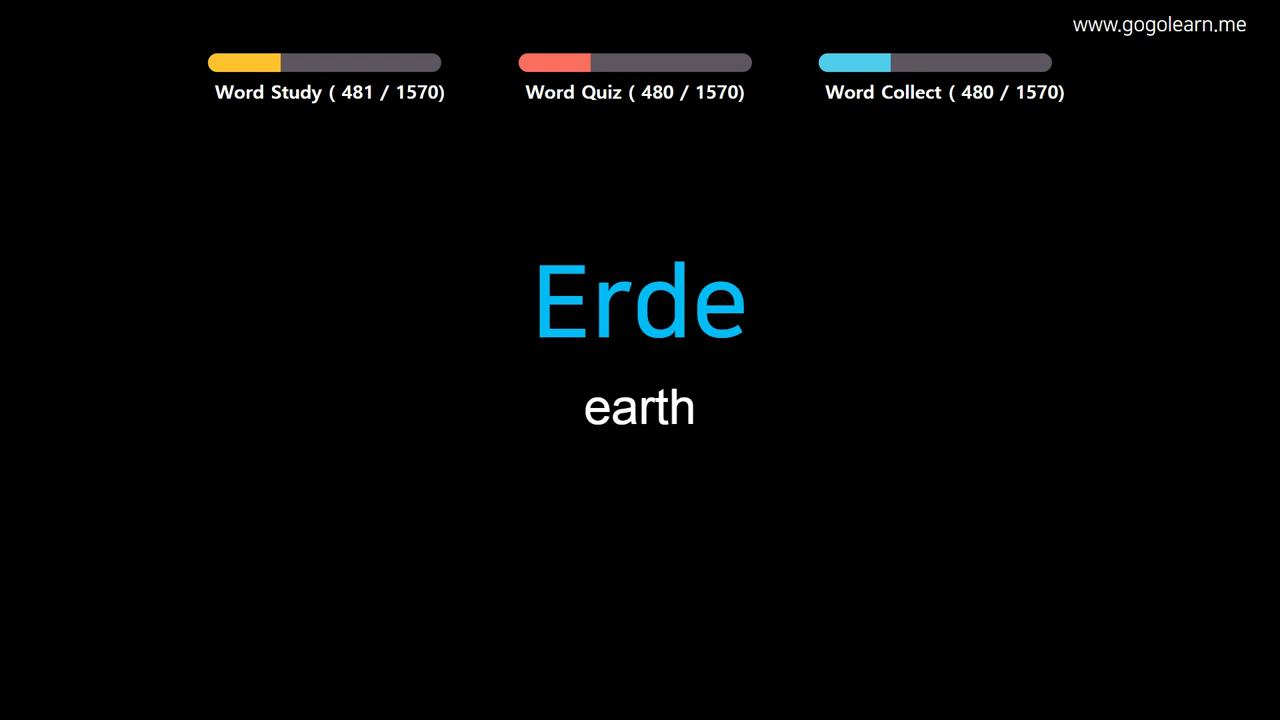 www.gogolearn.me
Word Study ( 481 / 1570)
Word Quiz ( 480 / 1570)
Word Collect ( 480 / 1570)
Erde
earth